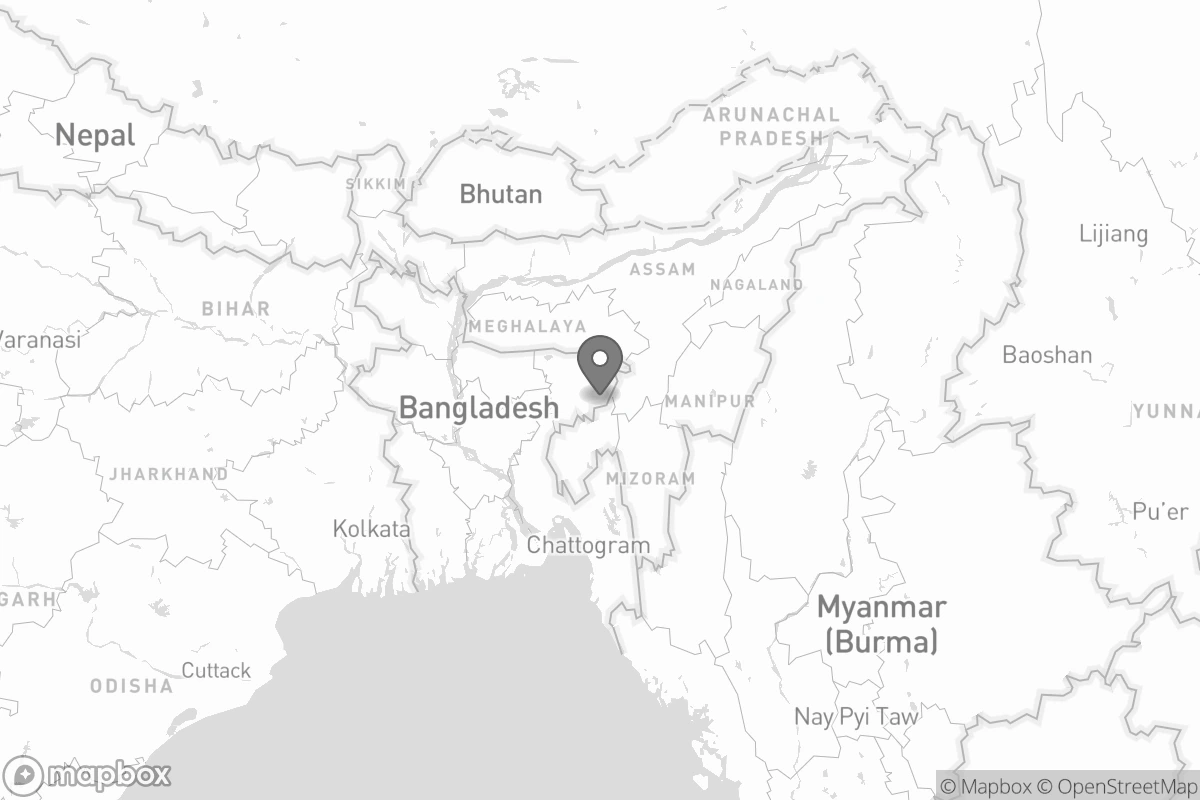 ARUNACHAL
PRADESH
Nepal
SIKKIM
Bhutan
Lijiang
ASSAM
NAGALAND
BIHAR
MEGHALAYA
Varanasi
Baoshan
Bangladesh
MANIPUR
YUNNA
JHARKHAND
MIZORAM
Pu'er
Kolkata
Chattogram
GARH
Myanmar
(Burma)
Cuttack
ODISHA
Nay Pyi Taw
mapbox
© Mapbox © OpenStreetMap